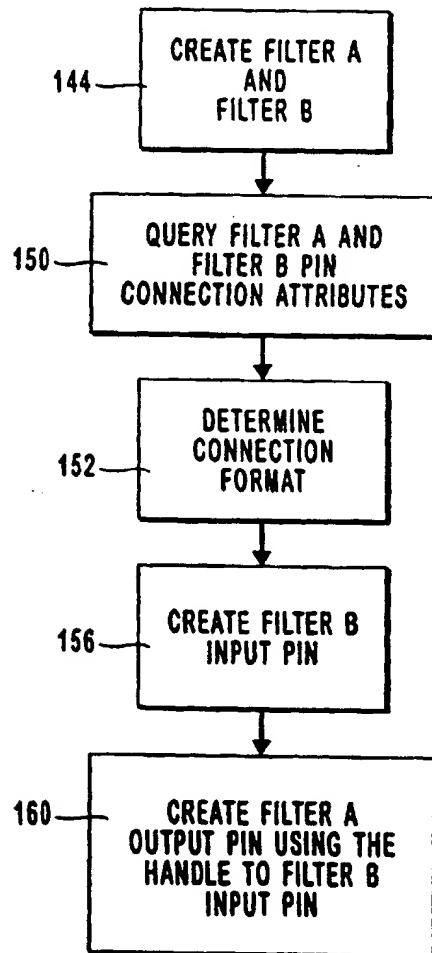 144
CREATE FILTER A
AND
FILTER B
150
QUERY FILTER A AND
FILTER B PIN
CONNECTION ATTRIBUTES
152
DETERMINE
CONNECTION
FORMAT
156
CREATE FILTER B
INPUT PIN
160
CREATE FILTER A
OUTPUT PIN USING THE
HANDLE TO FILTER B
INPUT PIN